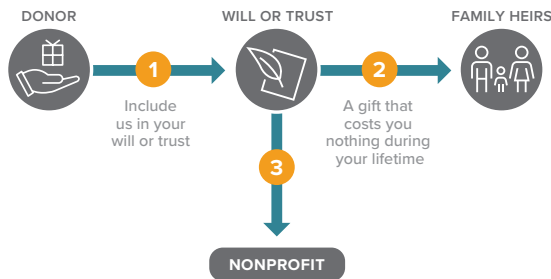 DONOR
WILL OR TRUST
FAMILY HEIRS
1
2
Include
us in your
will or trust
A gift that
costs you
nothing during
your lifetime
3
NONPROFIT